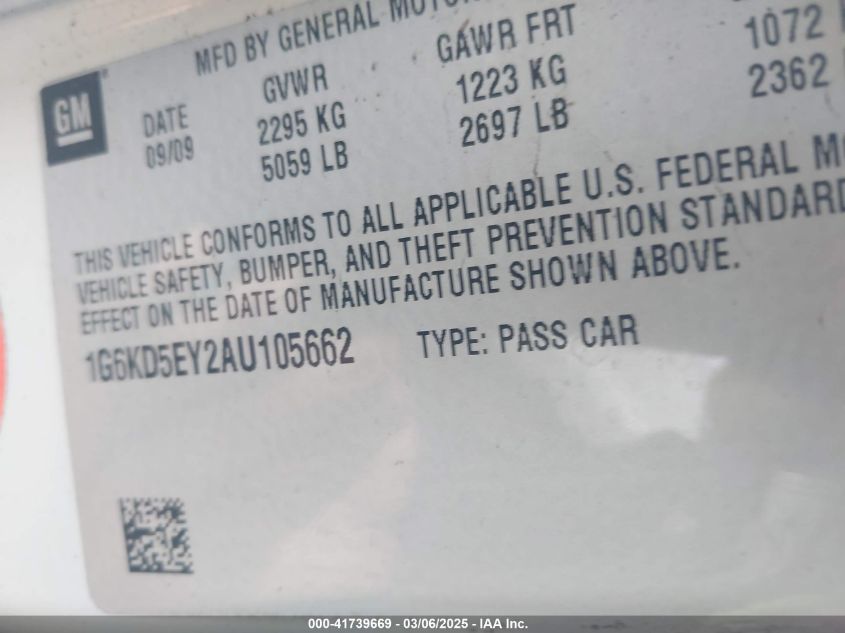 MFD BY GENERAL MOTOR
GM
DATE
09/09
GVWR
2295 KG
5059 LB
GAWR FRT
1223 KG
2697 LB
1072
2362
THIS VEHICLE CONFORMS TO ALL APPLICABLE U.S. FEDERAL M
VEHICLE SAFETY, BUMPER, AND THEFT PREVENTION STANDARD
EFFECT ON THE DATE OF MANUFACTURE SHOWN ABOVE.
1G6KD5EY2AU105662 TYPE: PASS CAR
000-41739669 - 03/06/2025 - IAA Inc.